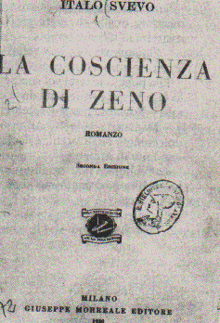 ITALO SVEVO
LA COSCIENZA
DI ZENO
ROMANZO
SECONDA EDIZIONE
MILANO
GIUSEPPE MORREALE EDITORE